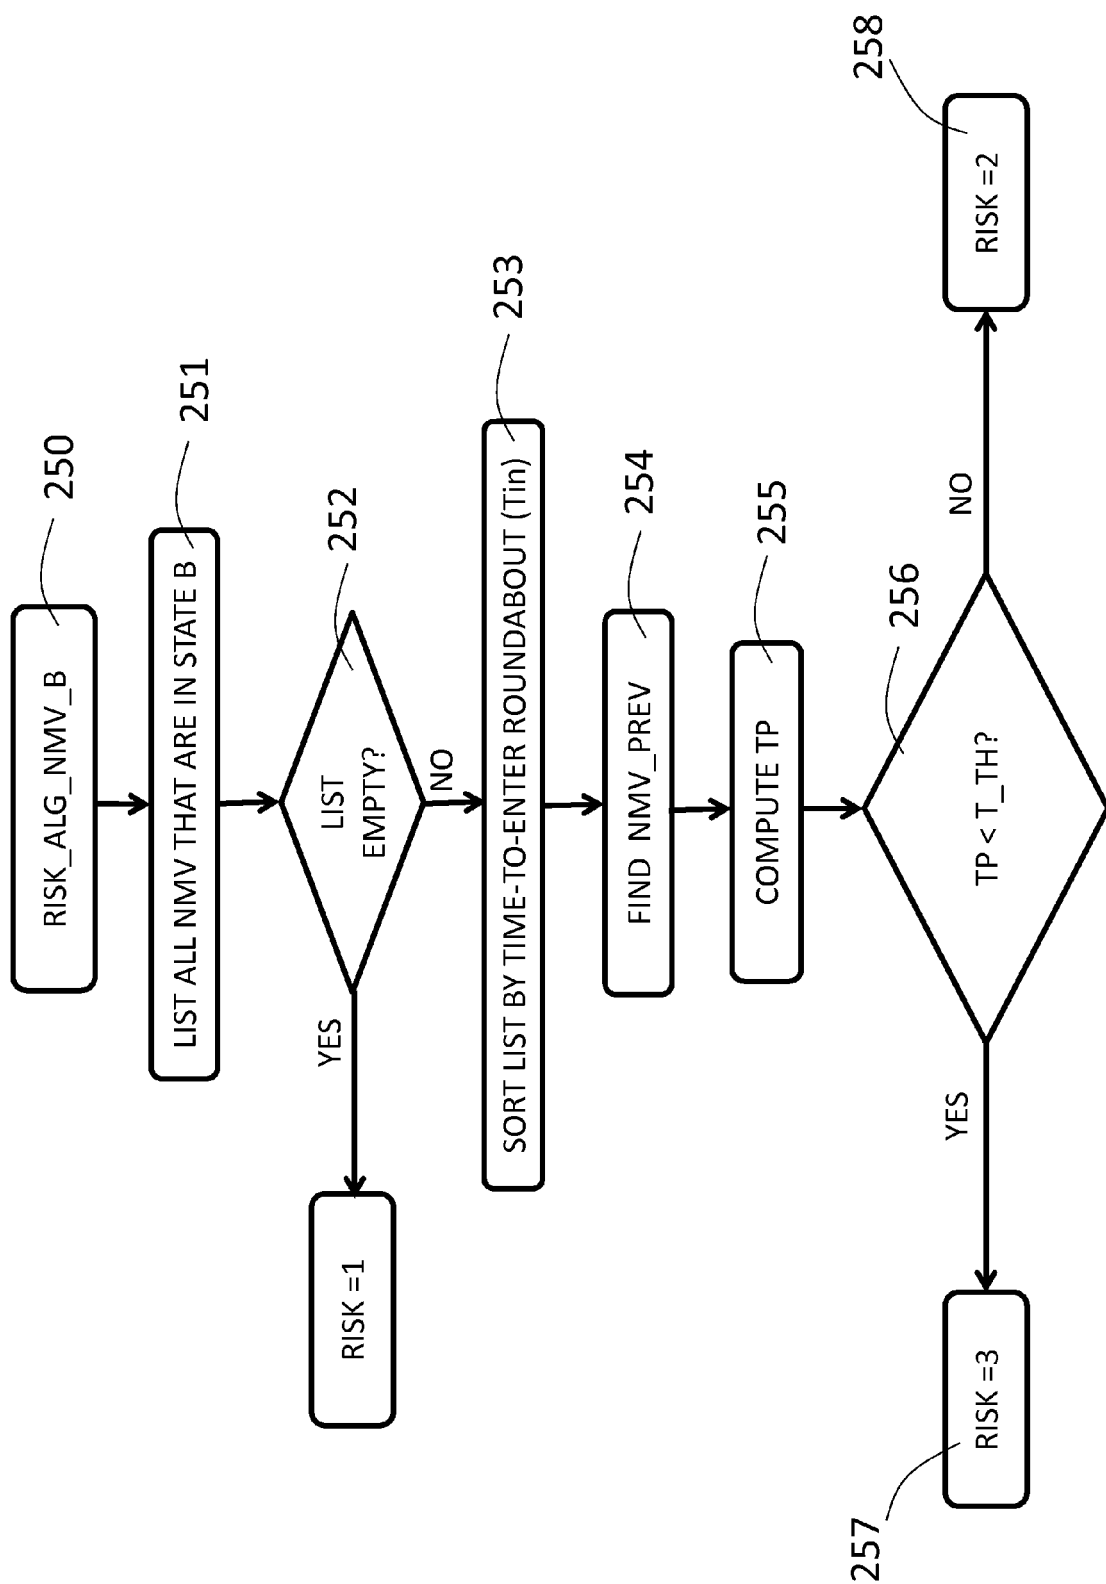 RISK_ALG_NMV_B
250
LIST ALL NMV THAT ARE IN STATE B
251
LIST
EMPTY?
252
YES
NO
RISK =1
SORT LIST BY TIME-TO-ENTER ROUNDABOUT (Tin)
253
FIND NMV_PREV
254
COMPUTE TP
255
TP < T_TH?
256
YES
NO
RISK =3
257
RISK =2
258